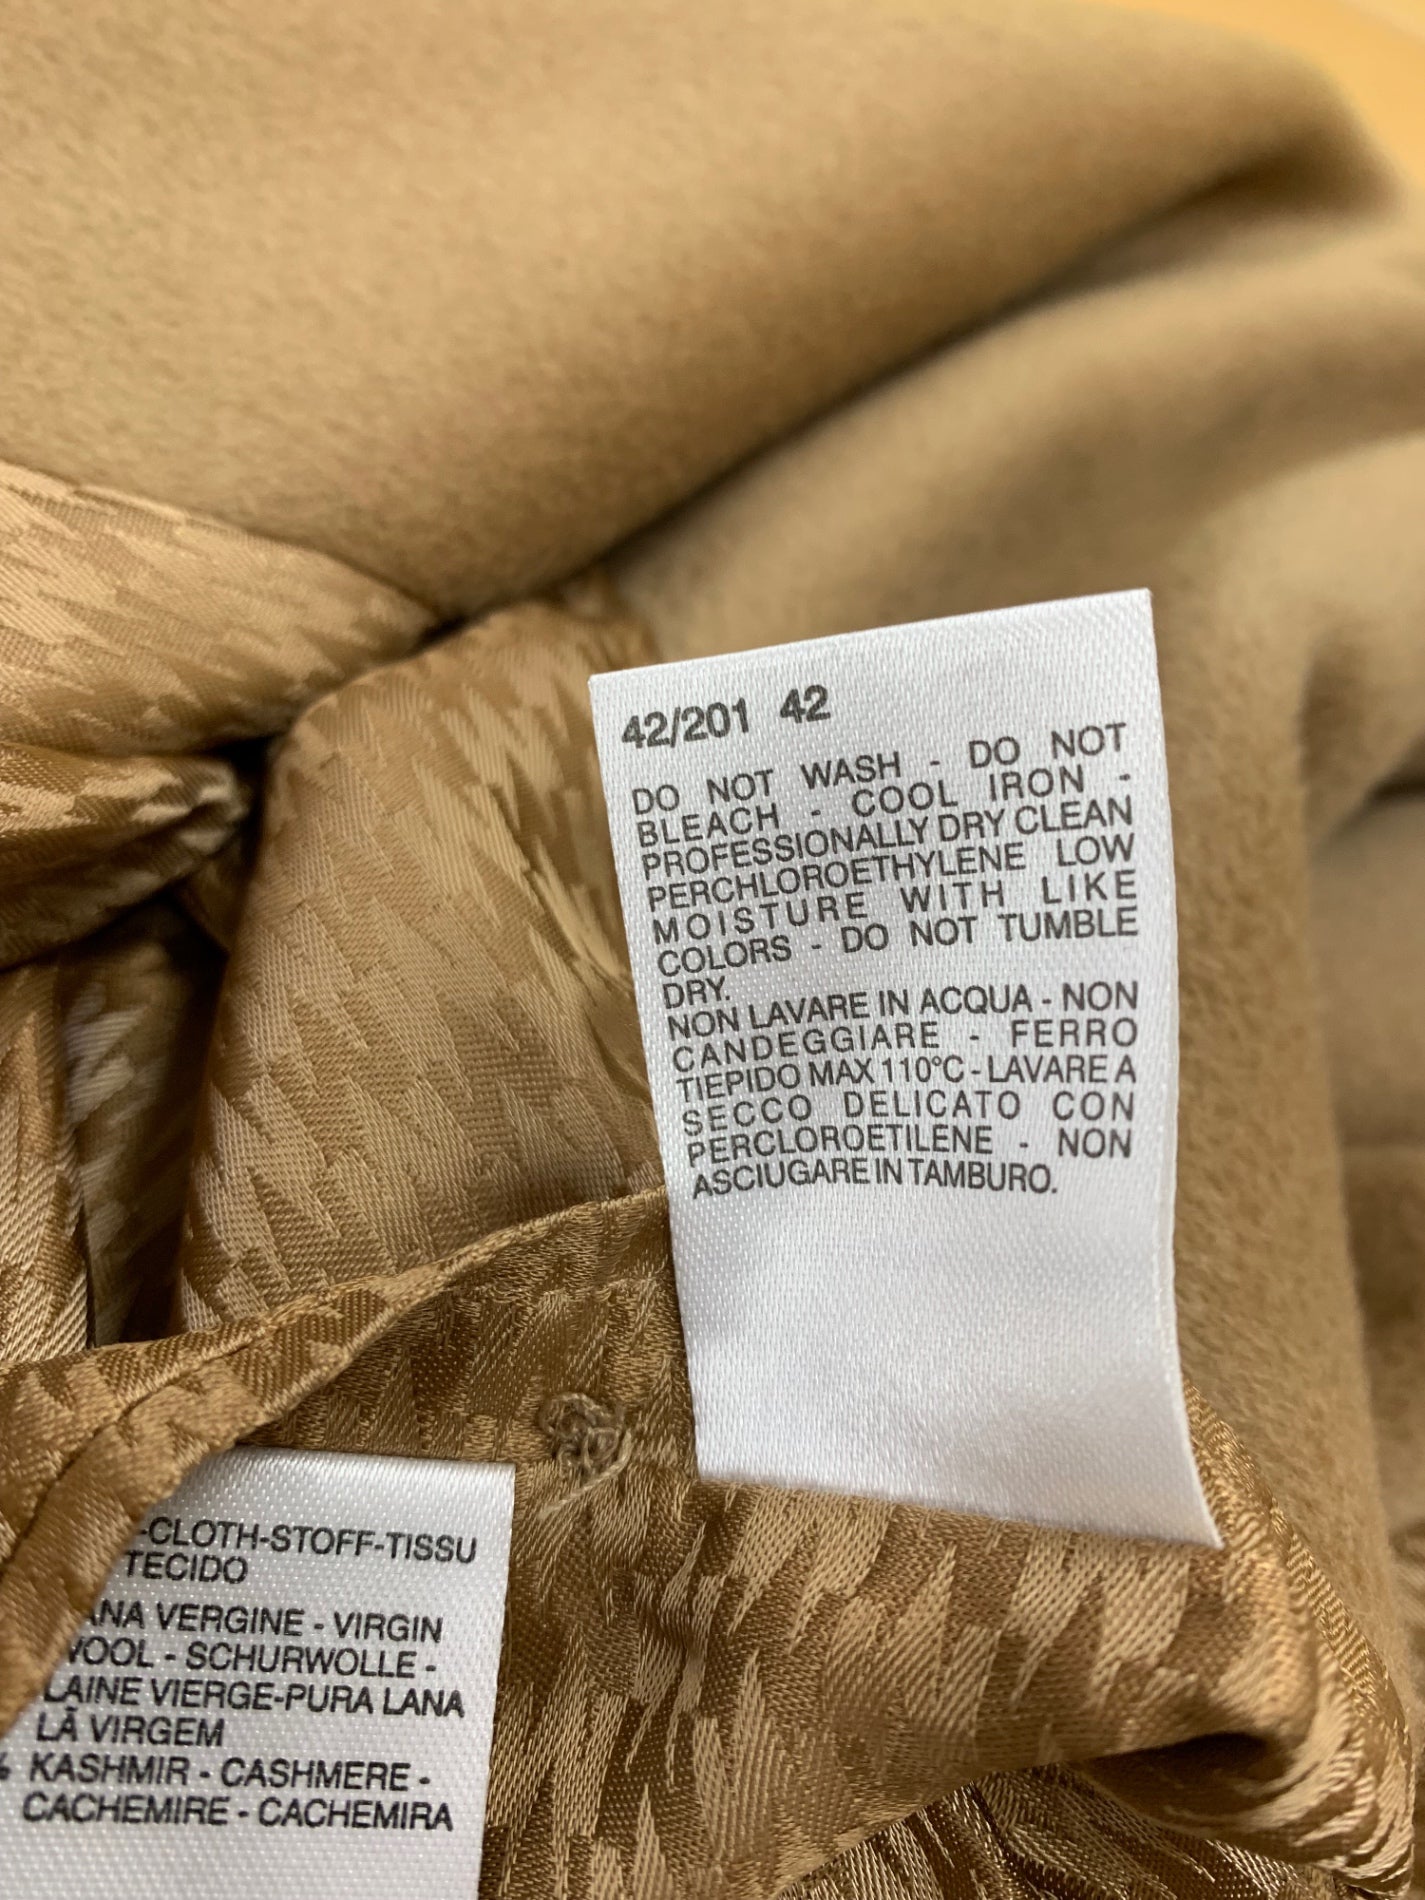 42/201 42
DO NOT WASH - DO NOT
BLEACH - COOL IRON -
PROFESSIONALLY DRY CLEAN
PERCHLOROETHYLENE LOW
MOISTURE WITH LIKE
COLORS - DO NOT TUMBLE
DRY.
NON LAVARE IN ACQUA - NON
CANDEGGIARE - FERRO
TIEPIDO MAX 110°C - LAVARE A
SECCO DELICATO CON
PERCLOROETILENE - NON
ASCIUGARE IN TAMBURO.
-CLOTH-STOFF-TISSU
TECIDO
ANA VERGINE - VIRGIN
WOOL - SCHURWOLLE -
LAINE VIERGE-PURA LANA
LÃ VIRGEM
% KASHMIR - CASHMERE -
CACHEMIRE - CACHEMIRA